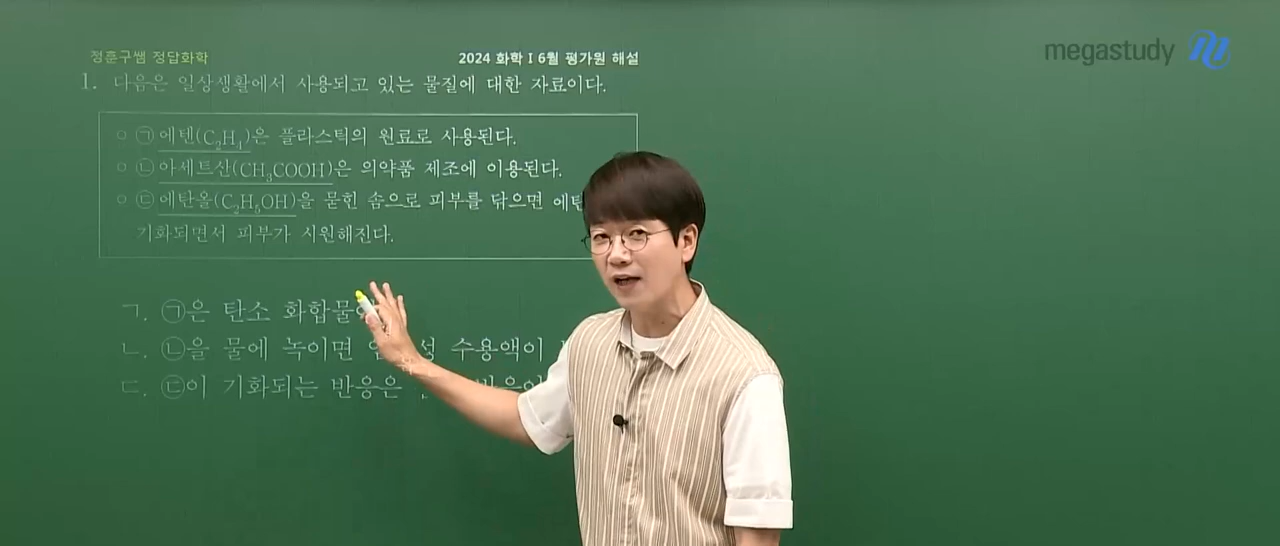 정훈구쌤 정답화학
2024 화학 I 6월 평가원 해설
megastudy
1. 다음은 일상생활에서 사용되고 있는 물질에 대한 자료이다.
○ ㉠에텐(C₂H₄)은 플라스틱의 원료로 사용된다.
○ ㉡아세트산(CH₃COOH)은 의약품 제조에 이용된다.
○ ㉢에탄올(C₂H₅OH)을 묻힌 솜으로 피부를 닦으면
기화되면서 피부가 시원해진다.
ㄱ. ㉠은 탄소
ㄴ. ㉡을 물에 녹이면 수용액이
ㄷ. ㉢이 기화되는 반응은